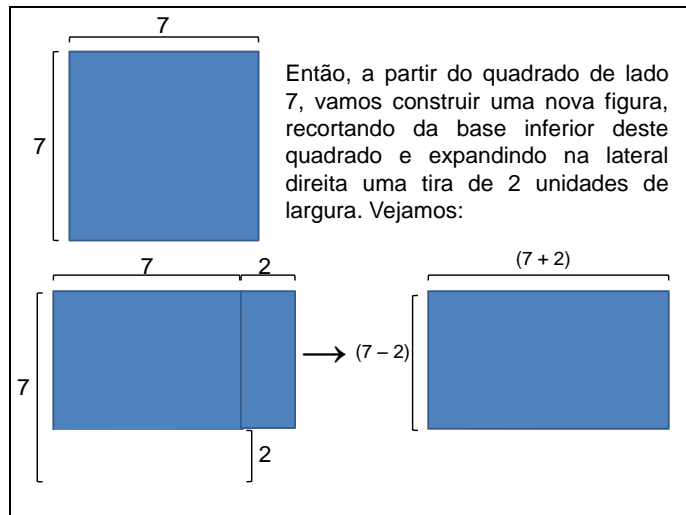 7
7
Então, a partir do quadrado de lado
7, vamos construir uma nova figura,
recortando da base inferior deste
quadrado e expandindo na lateral
direita uma tira de 2 unidades de
largura. Vejamos:
7 2
7
2
(7 + 2)
(7 – 2)